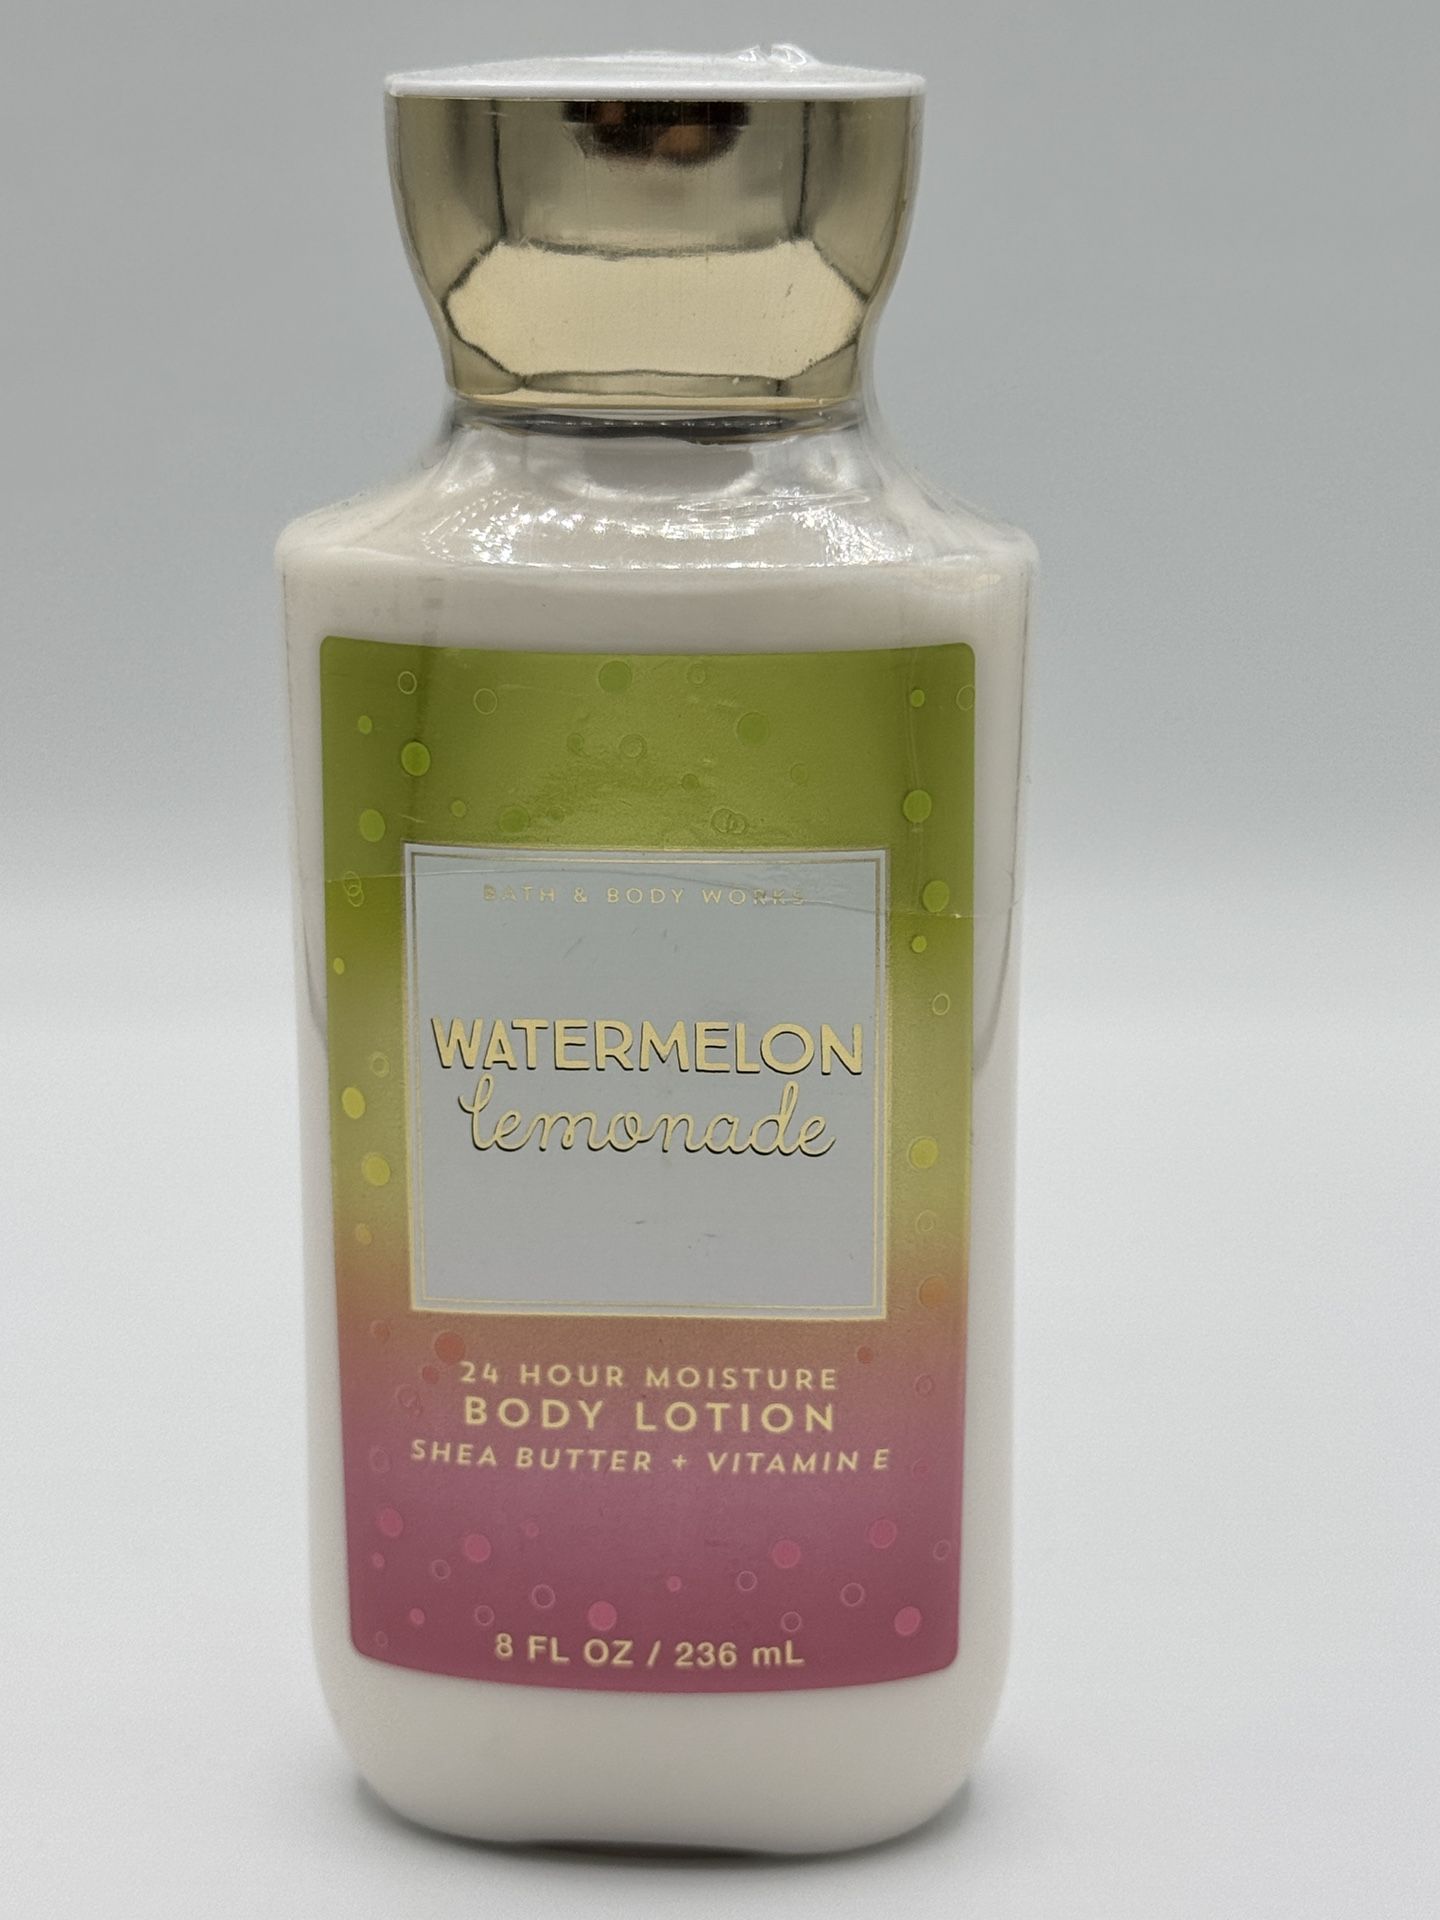 BATH & BODY WORKS
WATERMELON
lemonade
24 HOUR MOISTURE
BODY LOTION
SHEA BUTTER + VITAMIN E
8 FL OZ / 236 mL